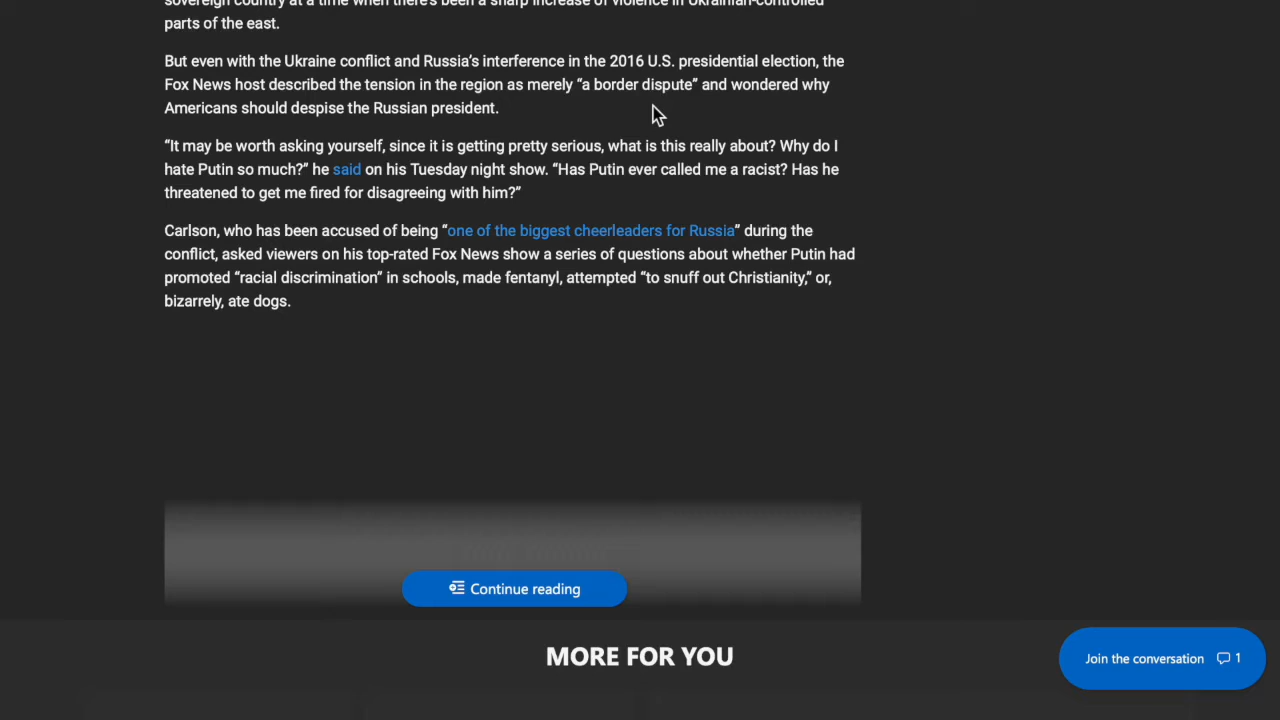 sovereign country at a time when there's been a sharp increase of violence in Ukrainian-controlled
parts of the east.
But even with the Ukraine conflict and Russia's interference in the 2016 U.S. presidential election, the
Fox News host described the tension in the region as merely “a border dispute” and wondered why
Americans should despise the Russian president.
“It may be worth asking yourself, since it is getting pretty serious, what is this really about? Why do I
hate Putin so much?” he said on his Tuesday night show. “Has Putin ever called me a racist? Has he
threatened to get me fired for disagreeing with him?”
Carlson, who has been accused of being “one of the biggest cheerleaders for Russia” during the
conflict, asked viewers on his top-rated Fox News show a series of questions about whether Putin had
promoted “racial discrimination” in schools, made fentanyl, attempted “to snuff out Christianity,” or,
bizarrely, ate dogs.
Continue reading
MORE FOR YOU
Join the conversation 1